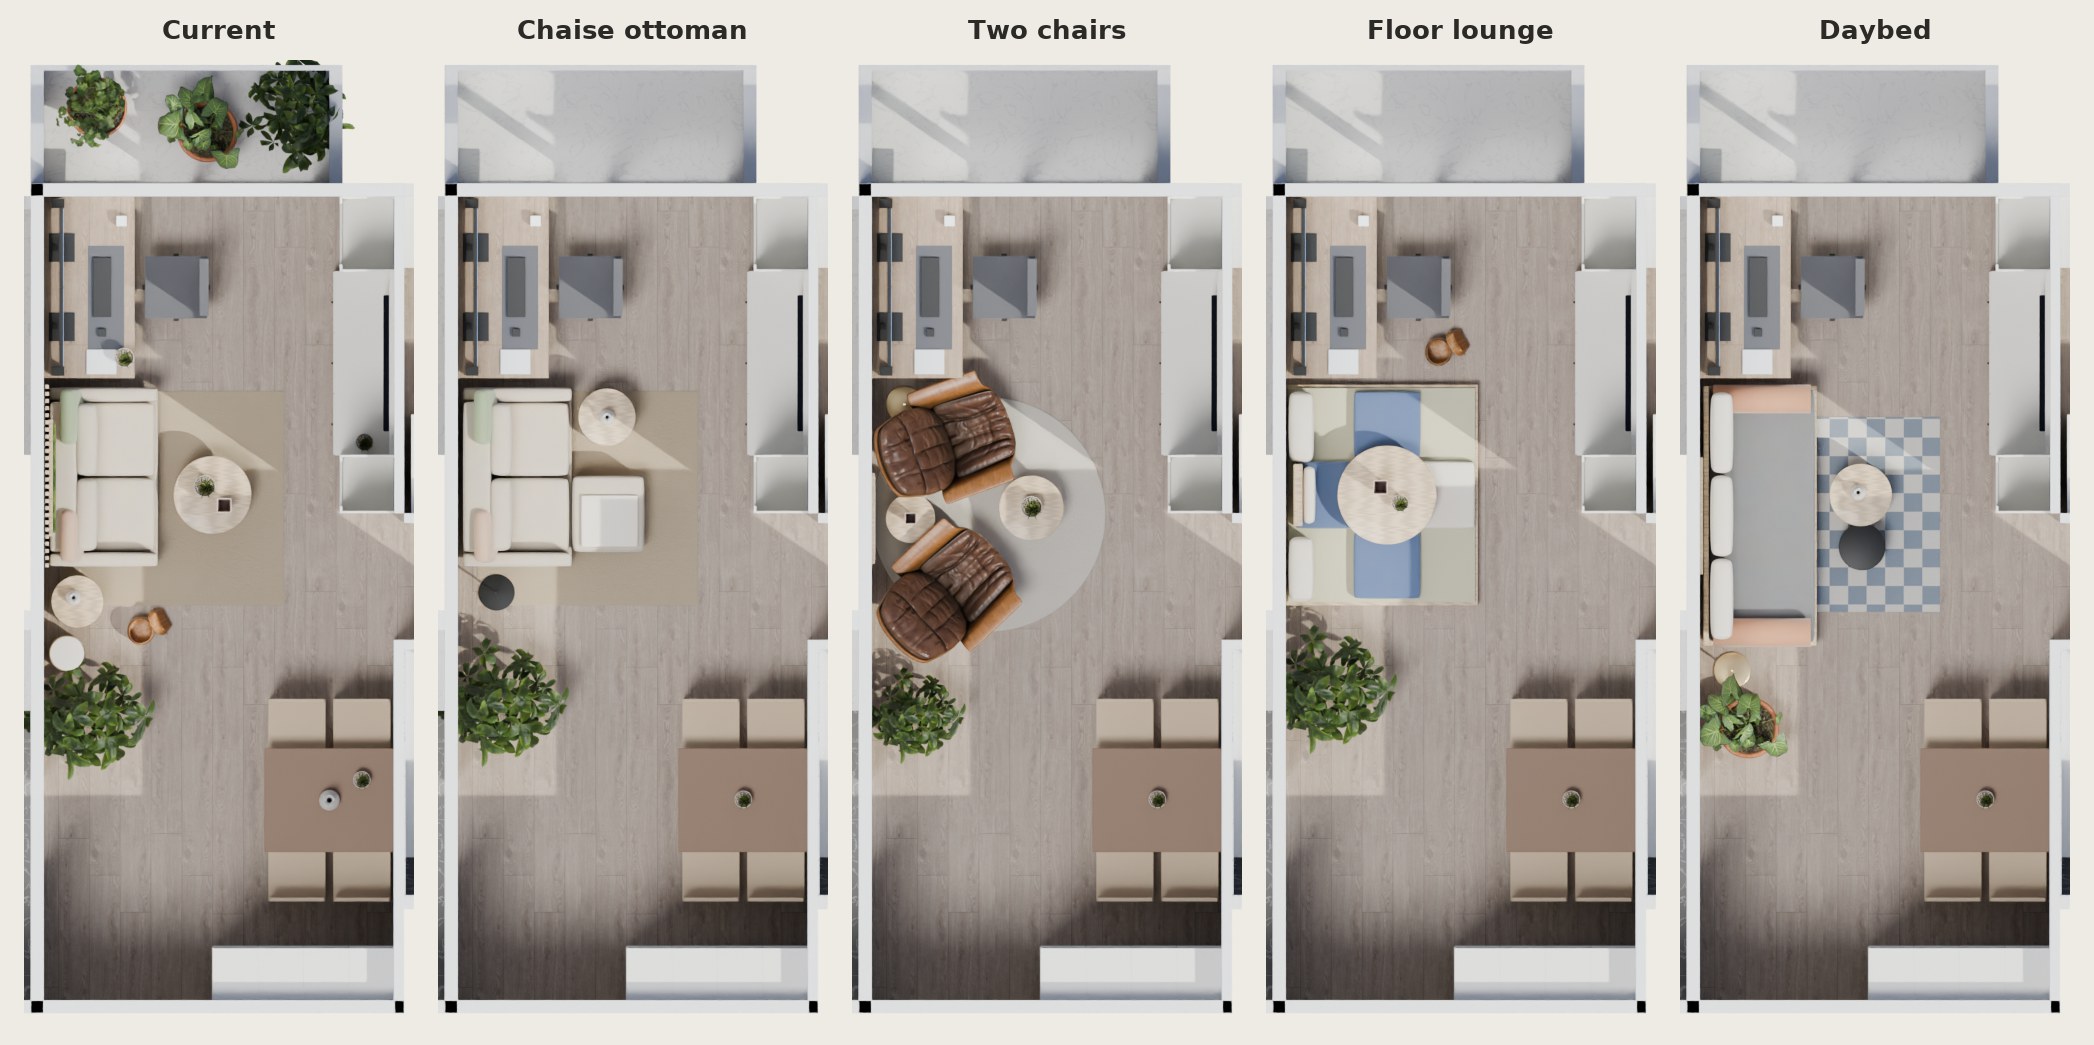 Current
Chaise ottoman
Two chairs
Floor lounge
Daybed